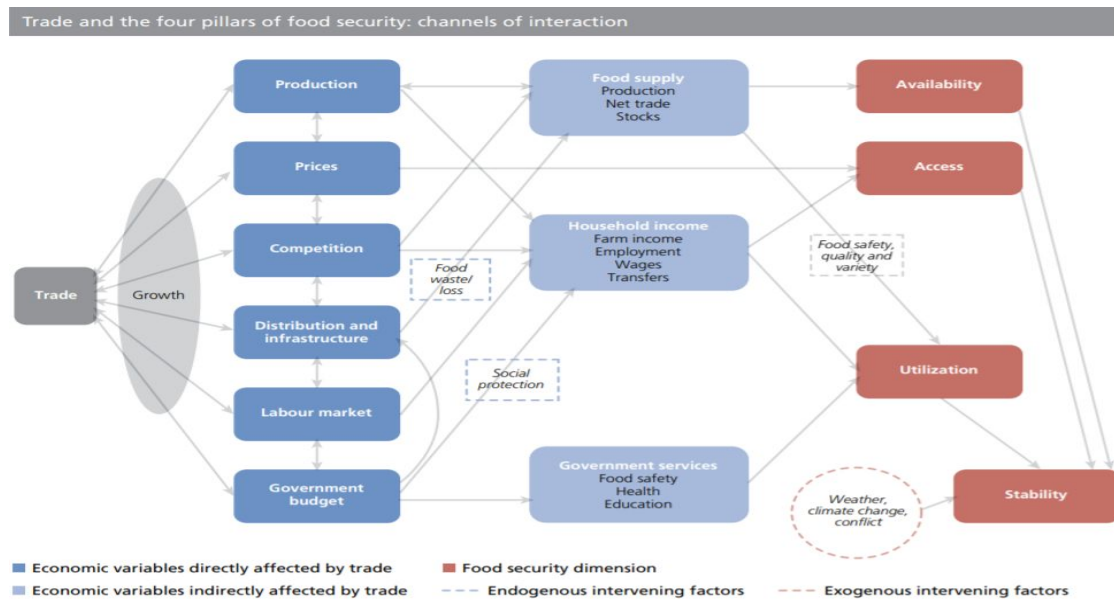 Trade and the four pillars of food security: channels of interaction
Production
Food supply
Production
Net trade
Stocks
Availability
Prices
Access
Competition
Household income
Farm income
Employment
Wages
Transfers
Food safety,
quality and
variety
Food
waste/
loss
Trade
Growth
Distribution and
infrastructure
Social
protection
Utilization
Labour market
Government
budget
Government services
Food safety
Health
Education
Weather,
climate change,
conflict
Stability
Economic variables directly affected by trade
Food security dimension
Economic variables indirectly affected by trade
Endogenous intervening factors
Exogenous intervening factors